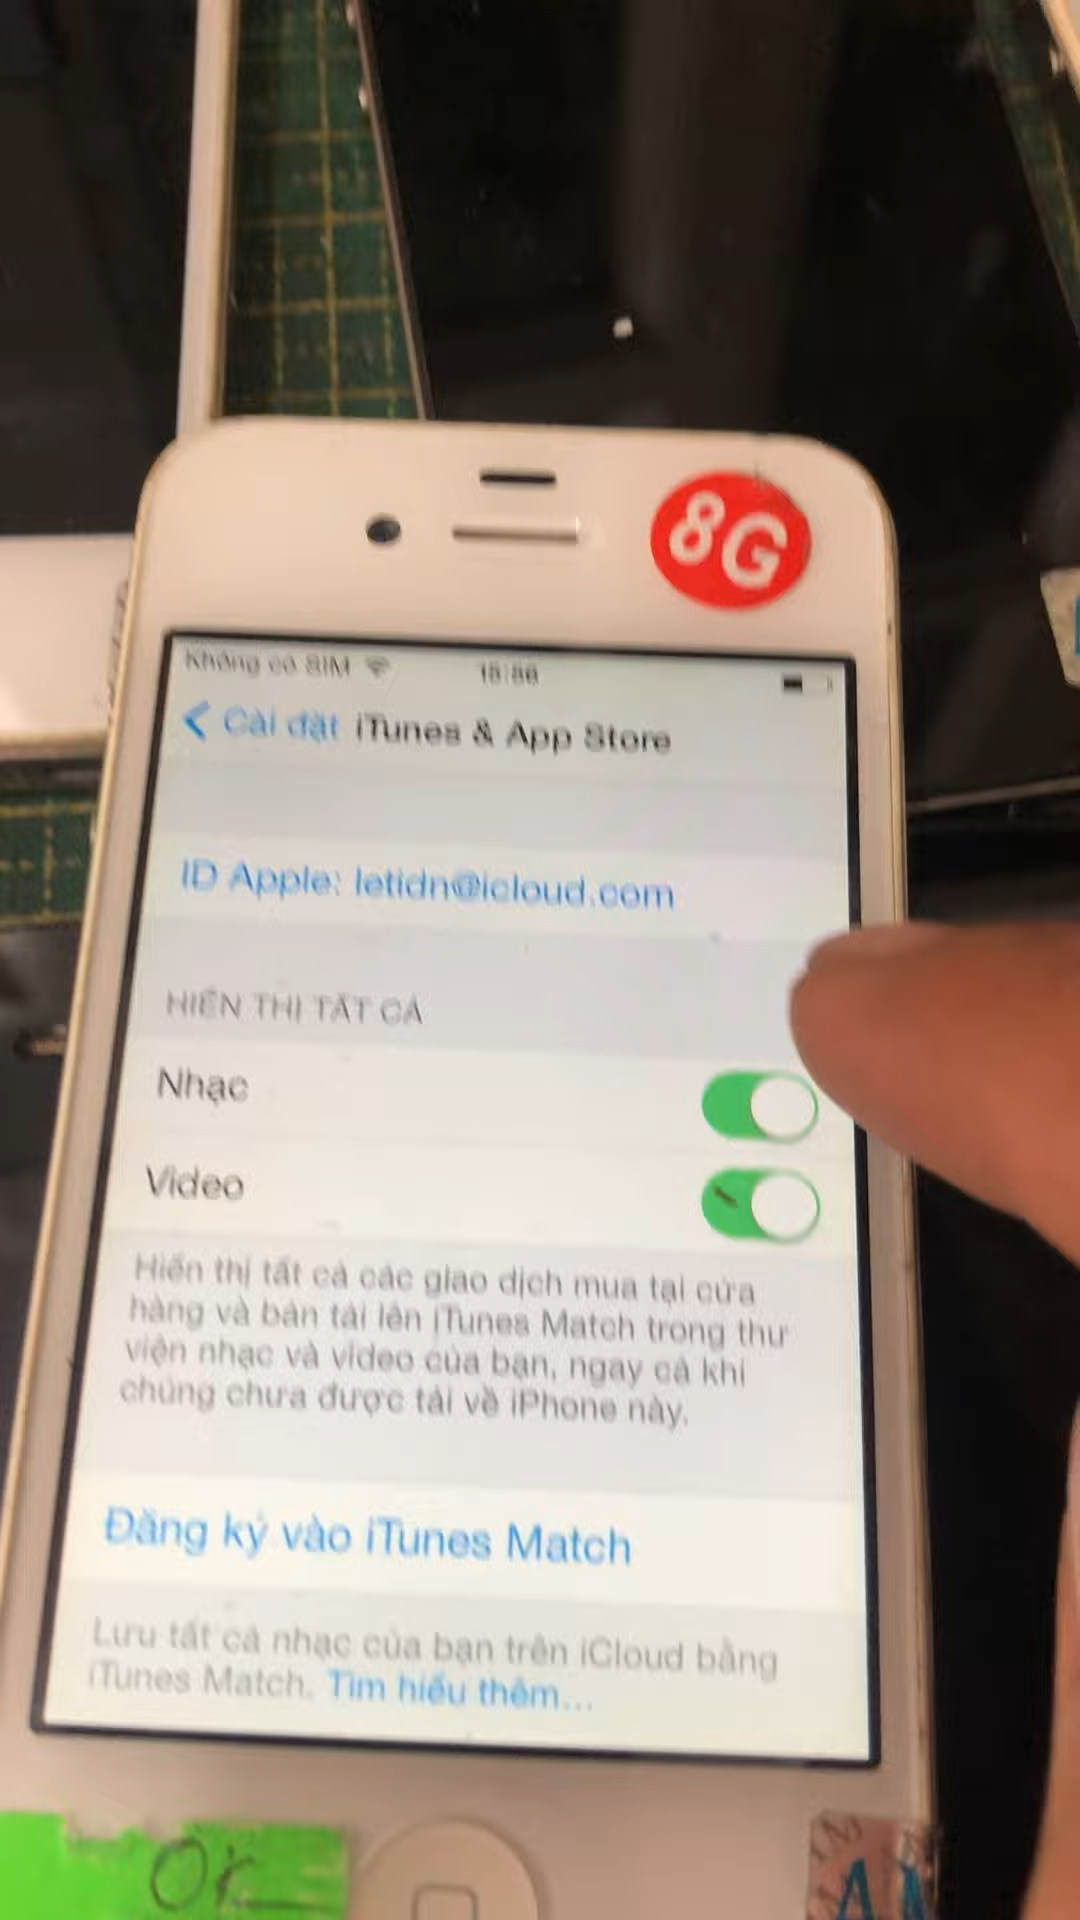 8G
Không có SIM
Cài đặt iTunes & App Store
ID Apple: letidn@icloud.com
HIỂN THỊ TẤT CẢ
Nhạc
Video
Hiển thị tất cả các giao dịch mua tại cửa
hàng và bản tải lên iTunes Match trong thư
viện nhạc và video của bạn, ngay cả khi
chúng chưa được tải về iPhone này.
Đăng ký vào iTunes Match
Lưu tất cả nhạc của bạn trên iCloud bằng
iTunes Match. Tìm hiểu thêm...